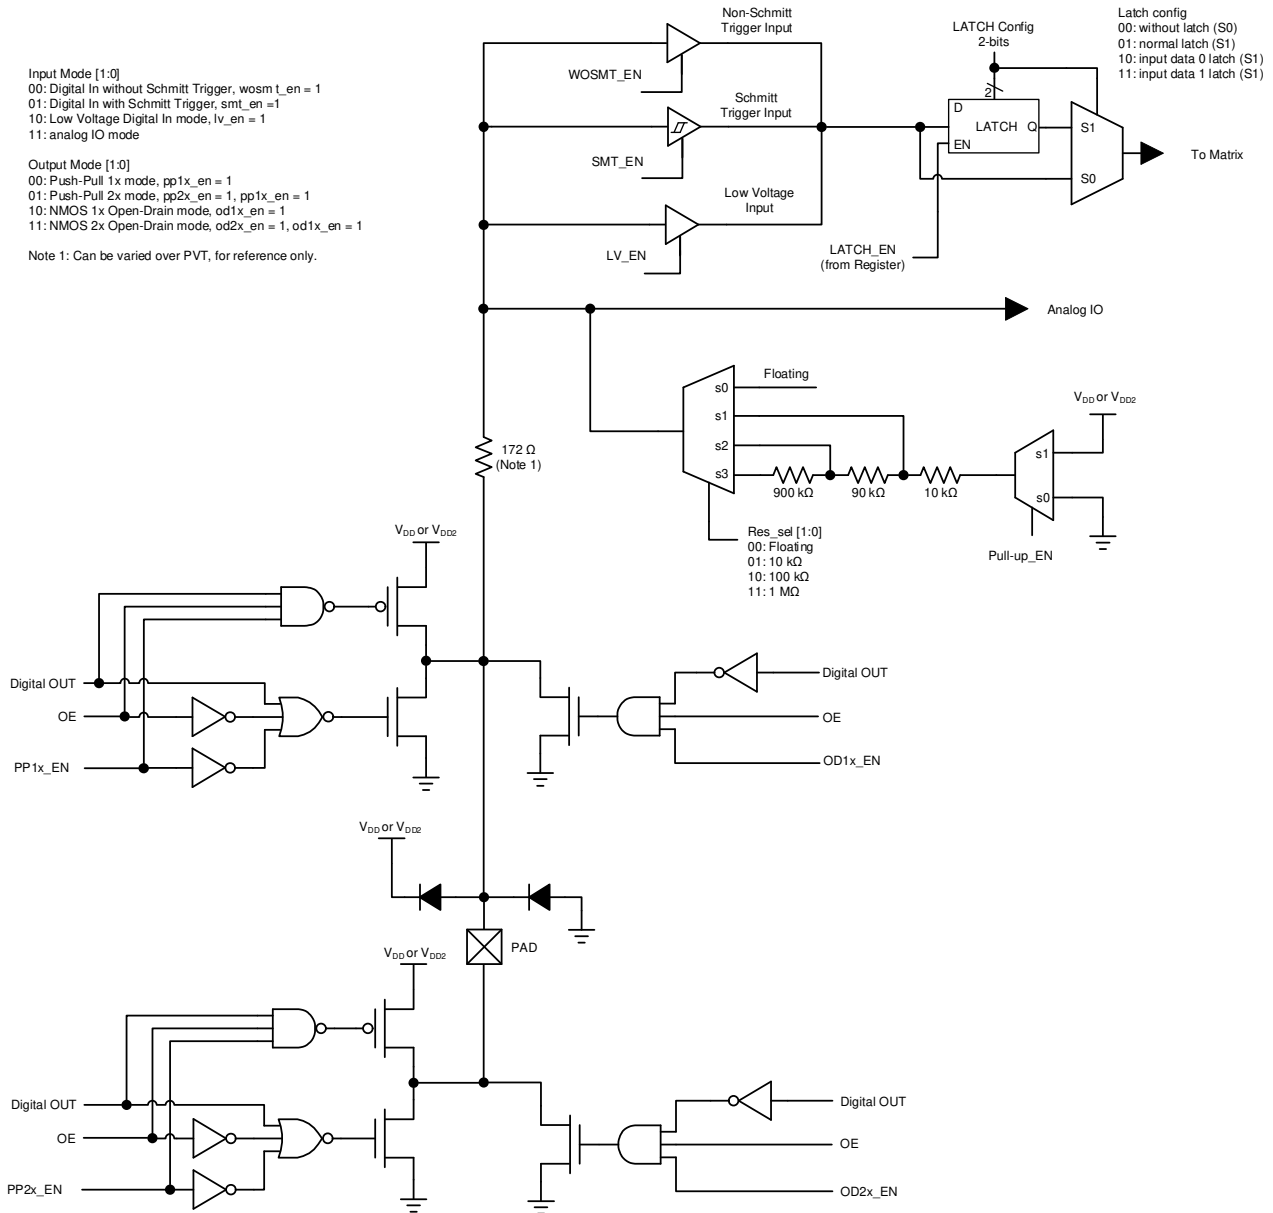 Non-Schmitt
Trigger Input
WOSMT_EN
Schmitt
Trigger Input
SMT_EN
Low Voltage
Input
LV_EN
LATCH Config
2-bits
2
D
LATCH
Q
EN
LATCH_EN
(from Register)
S1
S0
To Matrix
Latch config
00: without latch (S0)
01: normal latch (S1)
10: input data 0 latch (S1)
11: input data 1 latch (S1)
Input Mode [1:0]
00: Digital In without Schmitt Trigger, wosm t_en = 1
01: Digital In with Schmitt Trigger, smt_en =1
10: Low Voltage Digital In mode, lv_en = 1
11: analog IO mode
Output Mode [1:0]
00: Push-Pull 1x mode, pp1x_en = 1
01: Push-Pull 2x mode, pp2x_en = 1, pp1x_en = 1
10: NMOS 1x Open-Drain mode, od1x_en = 1
11: NMOS 2x Open-Drain mode, od2x_en = 1, od1x_en = 1
Note 1: Can be varied over PVT, for reference only.
Analog IO
Floating
s0
s1
s2
s3
900 kΩ
90 kΩ
10 kΩ
VDD or VDD2
s1
s0
Pull-up_EN
Res_sel [1:0]
00: Floating
01: 10 kΩ
10: 100 kΩ
11: 1 MΩ
172 Ω
(Note 1)
VDD or VDD2
Digital OUT
OE
PP1x_EN
Digital OUT
OE
OD1x_EN
VDD or VDD2
PAD
VDD or VDD2
Digital OUT
OE
PP2x_EN
Digital OUT
OE
OD2x_EN